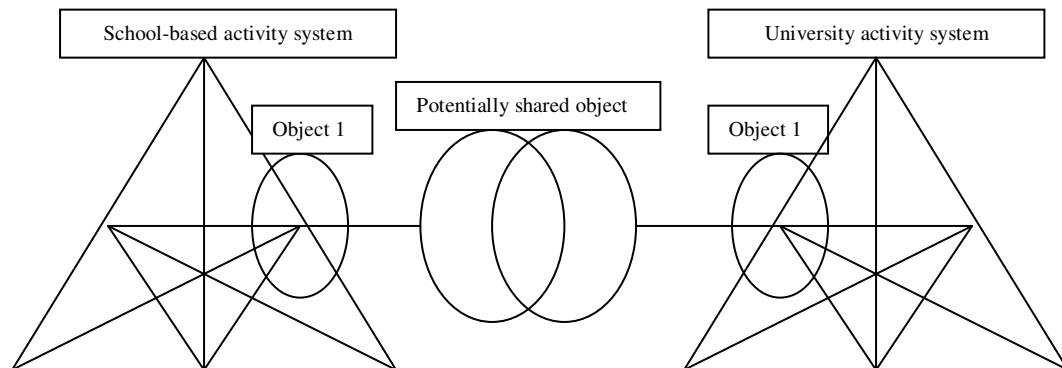 School-based activity system
University activity system
Potentially shared object
Object 1
Object 1